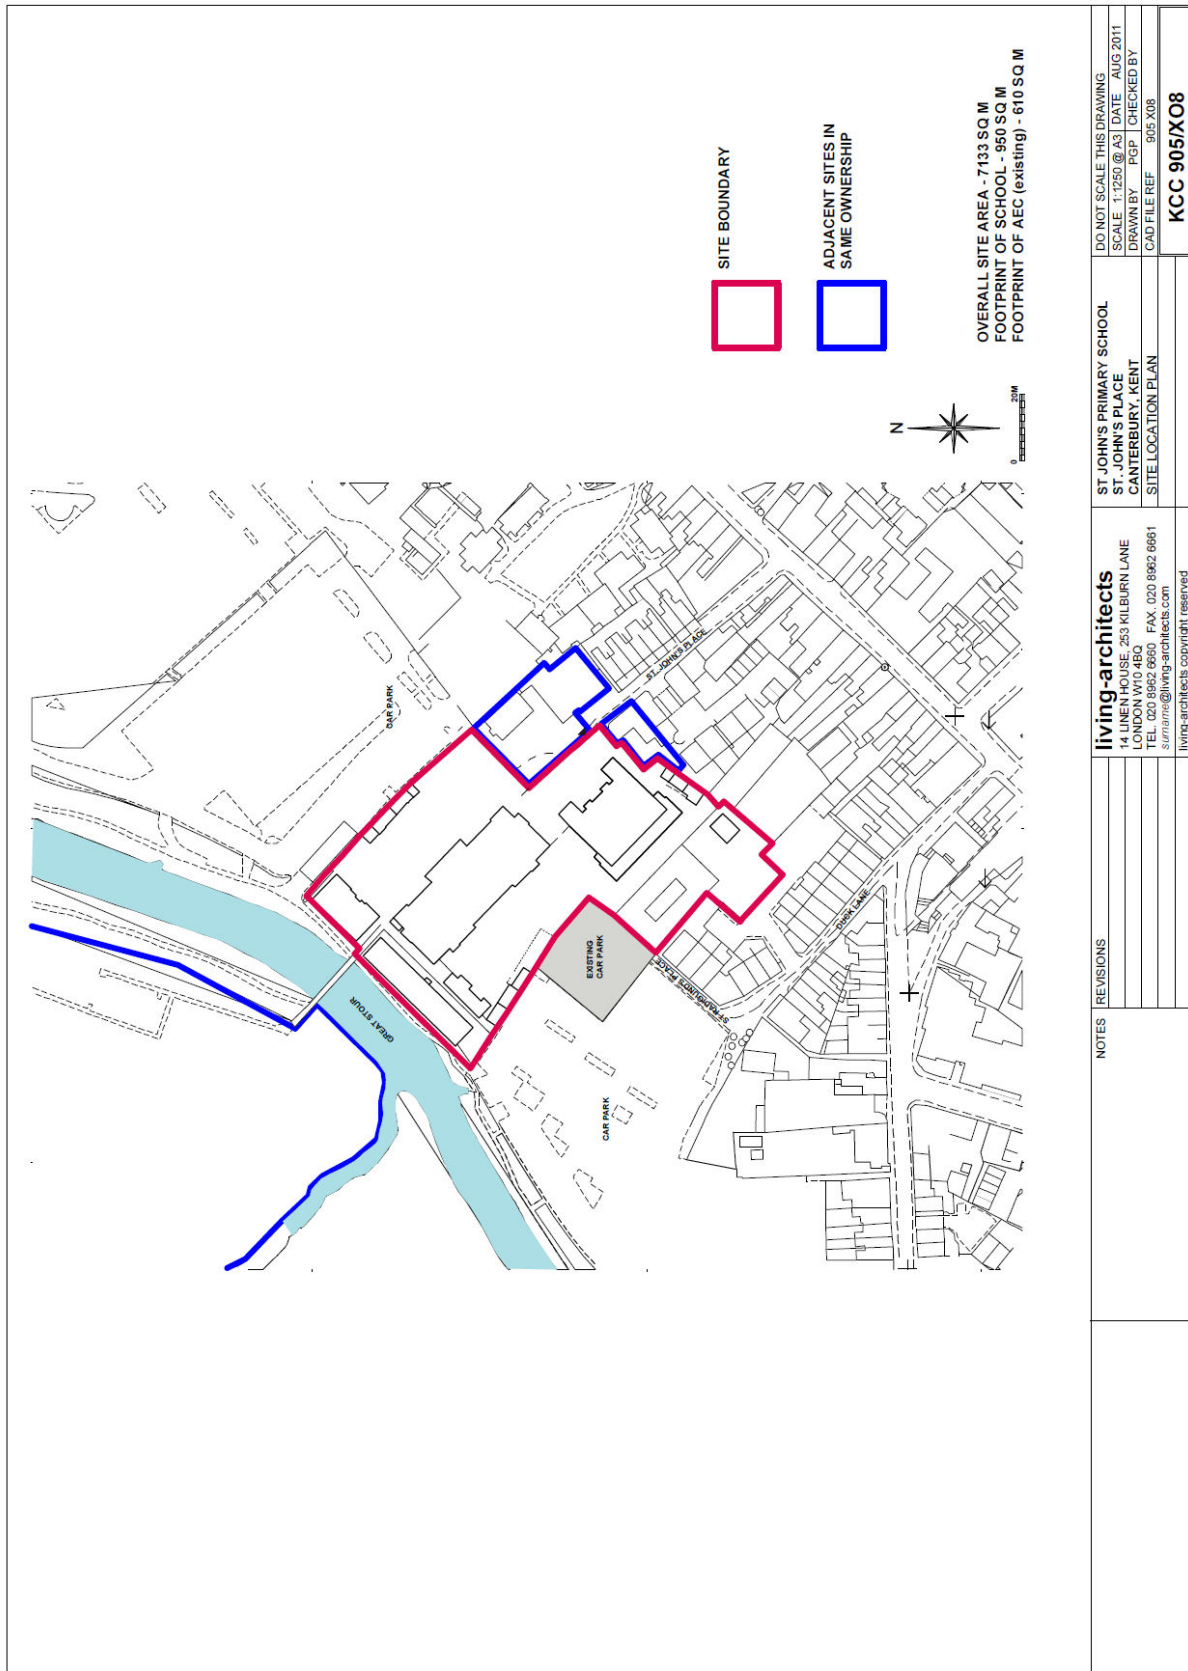 CAR PARK
GREAT STOUR
EXISTING
CAR PARK
CAR PARK
ST. JOHN'S PLACE
ST RADIGUND'S PLACE
DUCK LANE
N
0 20M
SITE BOUNDARY
ADJACENT SITES IN
SAME OWNERSHIP
OVERALL SITE AREA - 7133 SQ M
FOOTPRINT OF SCHOOL - 950 SQ M
FOOTPRINT OF AEC (existing) - 610 SQ M
NOTES
REVISIONS
living-architects
14 LINEN HOUSE, 253 KILBURN LANE
LONDON W10 4BQ
TEL. 020 8962 6660 FAX. 020 8962 6661
surname@living-architects.com
living-architects copyright reserved
ST JOHN'S PRIMARY SCHOOL
ST. JOHN'S PLACE
CANTERBURY, KENT
SITE LOCATION PLAN
DO NOT SCALE THIS DRAWING
SCALE 1:1250 @ A3 DATE AUG 2011
DRAWN BY PGP CHECKED BY
CAD FILE REF 905 X08
KCC 905/XO8